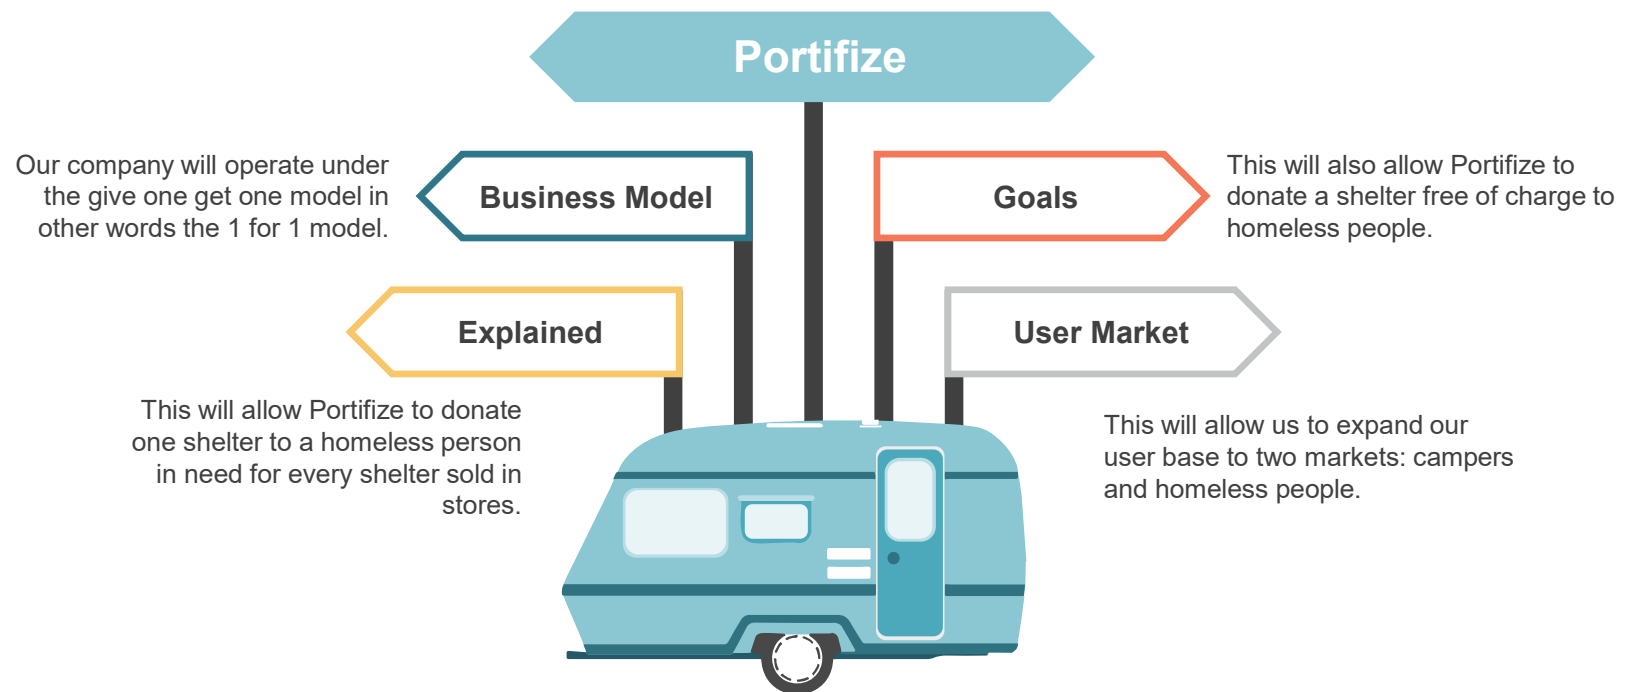 Portifize
Our company will operate under
the give one get one model in
other words the 1 for 1 model.
Business Model
Goals
This will also allow Portifize to
donate a shelter free of charge to
homeless people.
Explained
User Market
This will allow Portifize to donate
one shelter to a homeless person
in need for every shelter sold in
stores.
This will allow us to expand our
user base to two markets: campers
and homeless people.